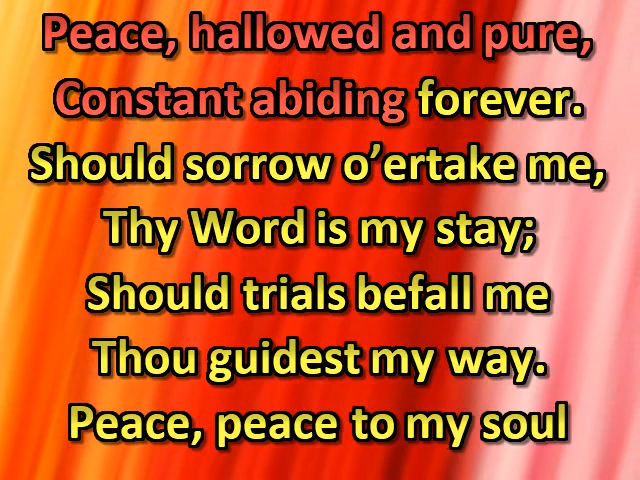 Peace, hallowed and pure,
Constant abiding forever.
Should sorrow o’ertake me,
Thy Word is my stay;
Should trials befall me
Thou guidest my way.
Peace, peace to my soul